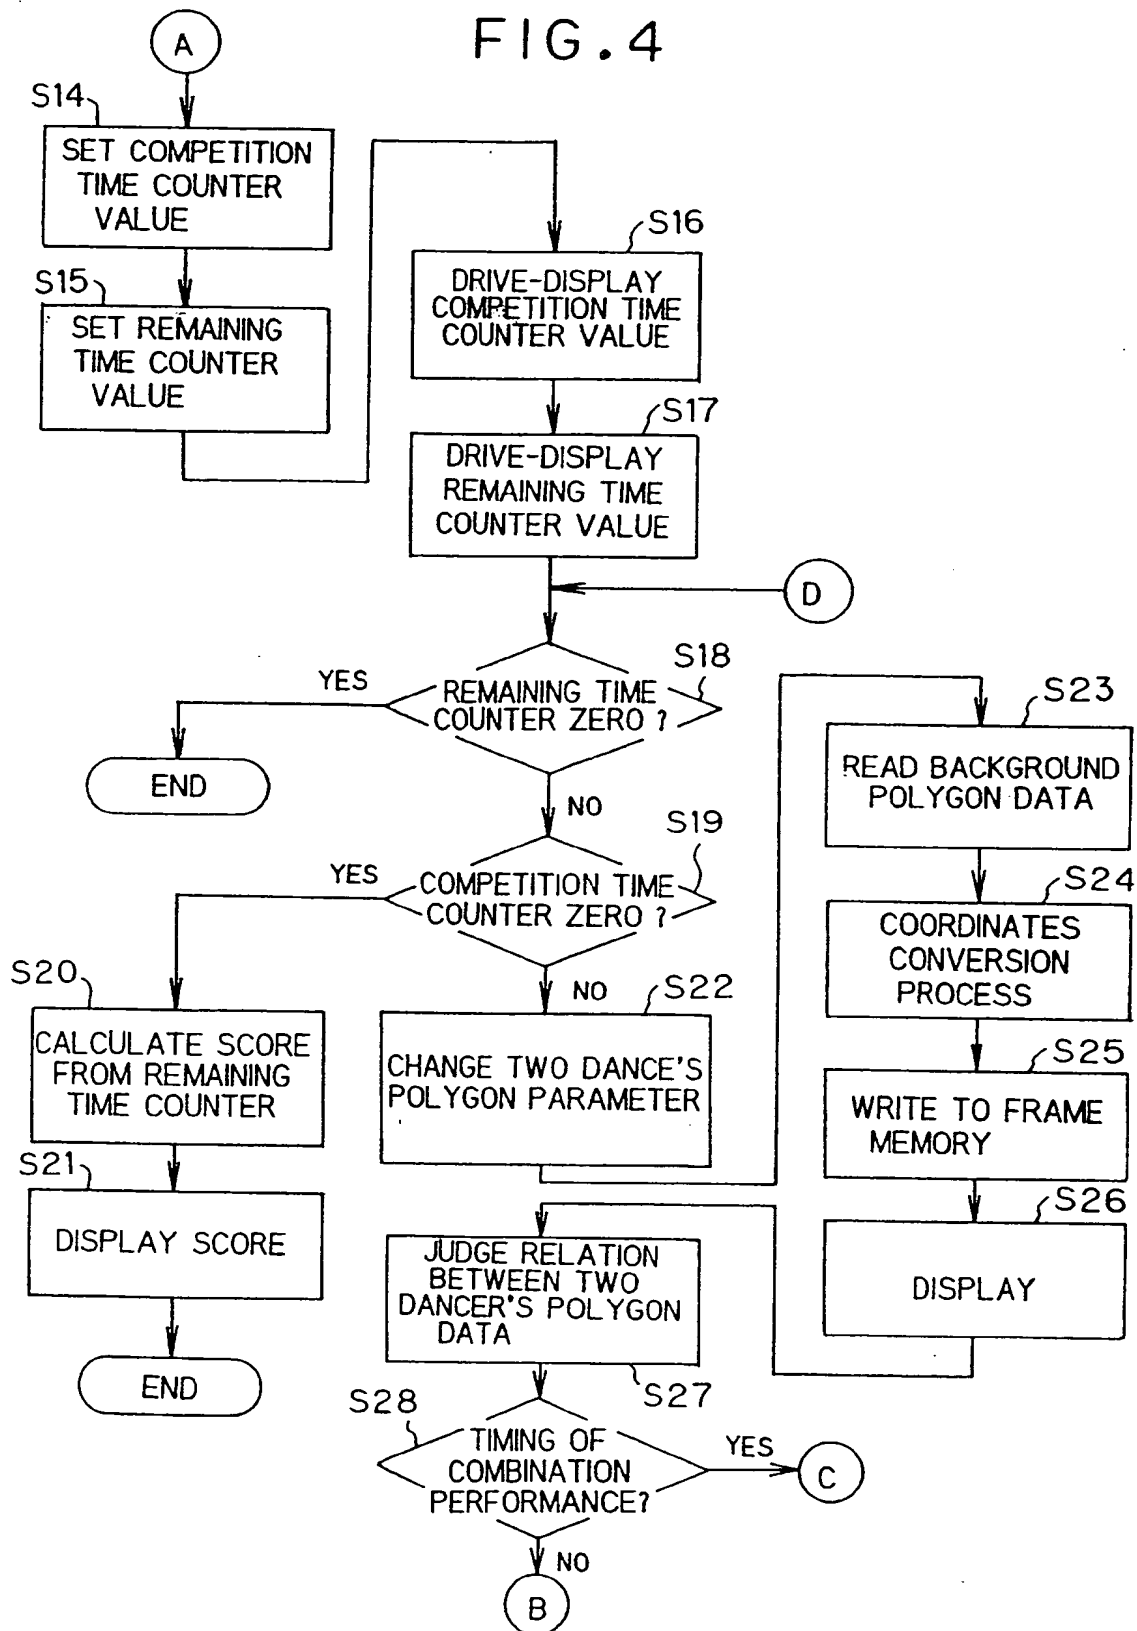 FIG.4
A
S14
SET COMPETITION
TIME COUNTER
VALUE
S15
SET REMAINING
TIME COUNTER
VALUE
S16
DRIVE-DISPLAY
COMPETITION TIME
COUNTER VALUE
S17
DRIVE-DISPLAY
REMAINING TIME
COUNTER VALUE
D
S18
REMAINING TIME
COUNTER ZERO ?
YES
END
NO
S19
COMPETITION TIME
COUNTER ZERO ?
YES
NO
S20
CALCULATE SCORE
FROM REMAINING
TIME COUNTER
S21
DISPLAY SCORE
END
S22
CHANGE TWO DANCE'S
POLYGON PARAMETER
S23
READ BACKGROUND
POLYGON DATA
S24
COORDINATES
CONVERSION
PROCESS
S25
WRITE TO FRAME
MEMORY
S26
DISPLAY
JUDGE RELATION
BETWEEN TWO
DANCER'S POLYGON
DATA
S27
S28
TIMING OF
COMBINATION
PERFORMANCE?
YES
C
NO
B